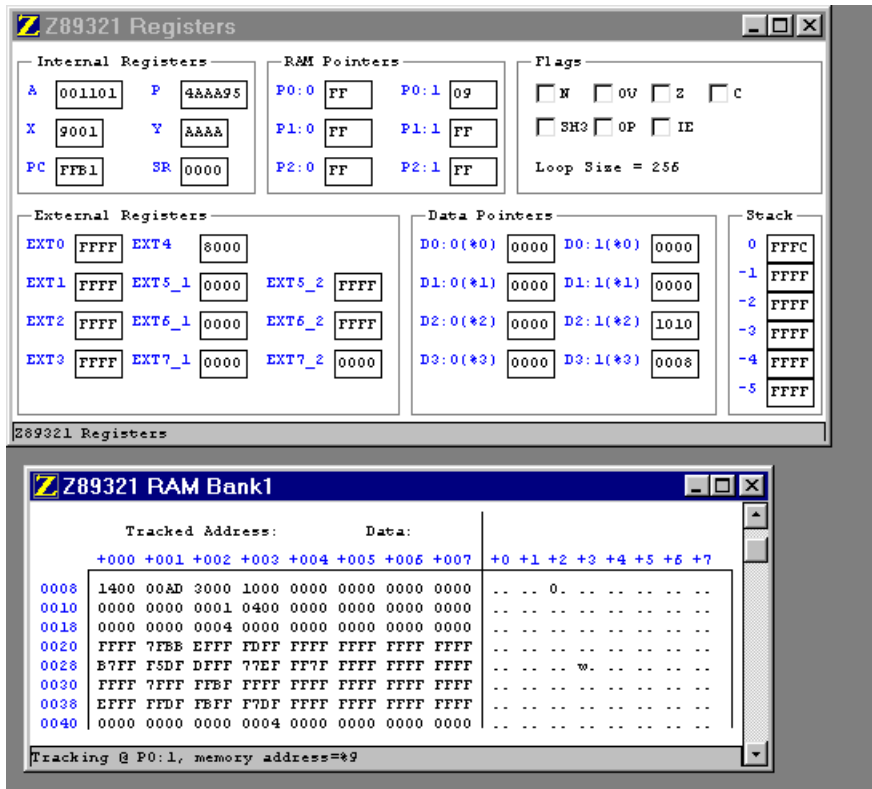 Z89321 Registers
Internal Registers RAM Pointers Flags
A 001101 P 4AAA95 P0:0 FF P0:1 09 N OV Z C
X 9001 Y AAAA P1:0 FF P1:1 FF SH3 OP IE
PC FFB1 SR 0000 P2:0 FF P2:1 FF Loop Size = 256
External Registers Data Pointers Stack
EXT0 FFFF EXT4 8000 D0:0(%0) 0000 D0:1(%0) 0000 0 FFFC
EXT1 FFFF EXT5_1 0000 EXT5_2 FFFF D1:0(%1) 0000 D1:1(%1) 0000 -1 FFFF
-2 FFFF
EXT2 FFFF EXT6_1 0000 EXT6_2 FFFF D2:0(%2) 0000 D2:1(%2) 1010 -3 FFFF
EXT3 FFFF EXT7_1 0000 EXT7_2 0000 D3:0(%3) 0000 D3:1(%3) 0008 -4 FFFF
-5 FFFF
Z89321 Registers
Z89321 RAM Bank1
Tracked Address: Data:
+000 +001 +002 +003 +004 +005 +006 +007 +0 +1 +2 +3 +4 +5 +6 +7
0008 1400 00AD 3000 1000 0000 0000 0000 0000 .. .. 0. .. .. .. .. ..
0010 0000 0000 0001 0400 0000 0000 0000 0000 .. .. .. .. .. .. .. ..
0018 0000 0000 0004 0000 0000 0000 0000 0000 .. .. .. .. .. .. .. ..
0020 FFFF 7FBB EFFF FDFF FFFF FFFF FFFF FFFF .. .. .. .. .. .. .. ..
0028 B7FF F5DF DFFF 77EF FF7F FFFF FFFF FFFF .. .. .. w. .. .. .. ..
0030 FFFF 7FFF FFBF FFFF FFFF FFFF FFFF FFFF .. .. .. .. .. .. .. ..
0038 EFFF FFDF FBFF F7DF FFFF FFFF FFFF FFFF .. .. .. .. .. .. .. ..
0040 0000 0000 0000 0004 0000 0000 0000 0000 .. .. .. .. .. .. .. ..
Tracking @ P0:1, memory address=%9